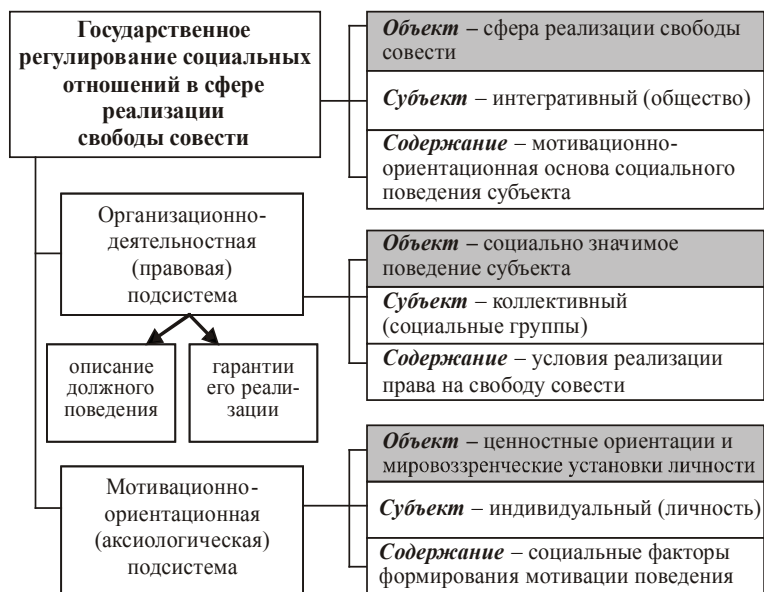 Государственное
регулирование социальных
отношений в сфере
реализации
свободы совести
Объект – сфера реализации свободы
совести
Субъект – интегративный (общество)
Содержание – мотивационно-
ориентационная основа социального
поведения субъекта
Организационно-
деятельностная
(правовая)
подсистема
Объект – социально значимое
поведение субъекта
Субъект – коллективный
(социальные группы)
Содержание – условия реализации
права на свободу совести
описание
должного
поведения
гарантии
его реали-
зации
Мотивационно-
ориентационная
(аксиологическая)
подсистема
Объект – ценностные ориентации и
мировоззренческие установки личности
Субъект – индивидуальный (личность)
Содержание – социальные факторы
формирования мотивации поведения